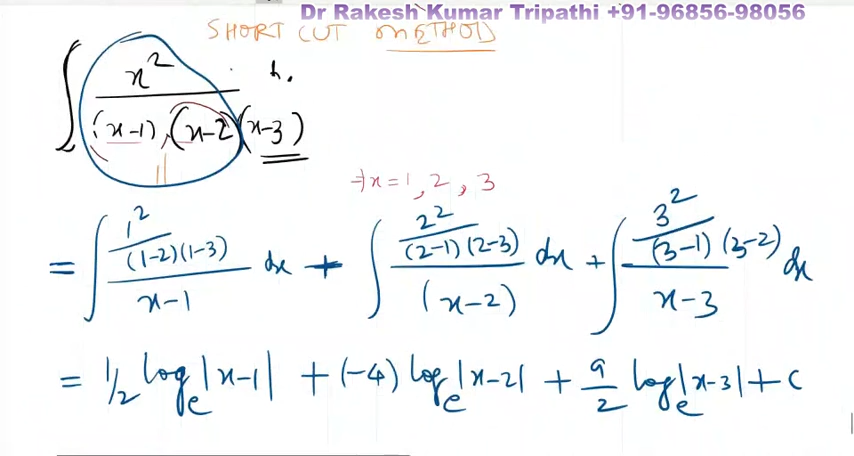 Dr Rakesh Kumar Tripathi +91-96856-98056
SHORT CUT METHOD
∫ x² / (x-1), (x-2) (x-3)
⇒ x = 1, 2, 3
= ∫ (1² / (1-2)(1-3)) / x-1 dx + ∫ (2² / (2-1)(2-3)) / (x-2) dx + ∫ (3² / (3-1)(3-2)) / x-3 dx
= 1/2 logₑ|x-1| + (-4) logₑ|x-2| + 9/2 logₑ|x-3| + C